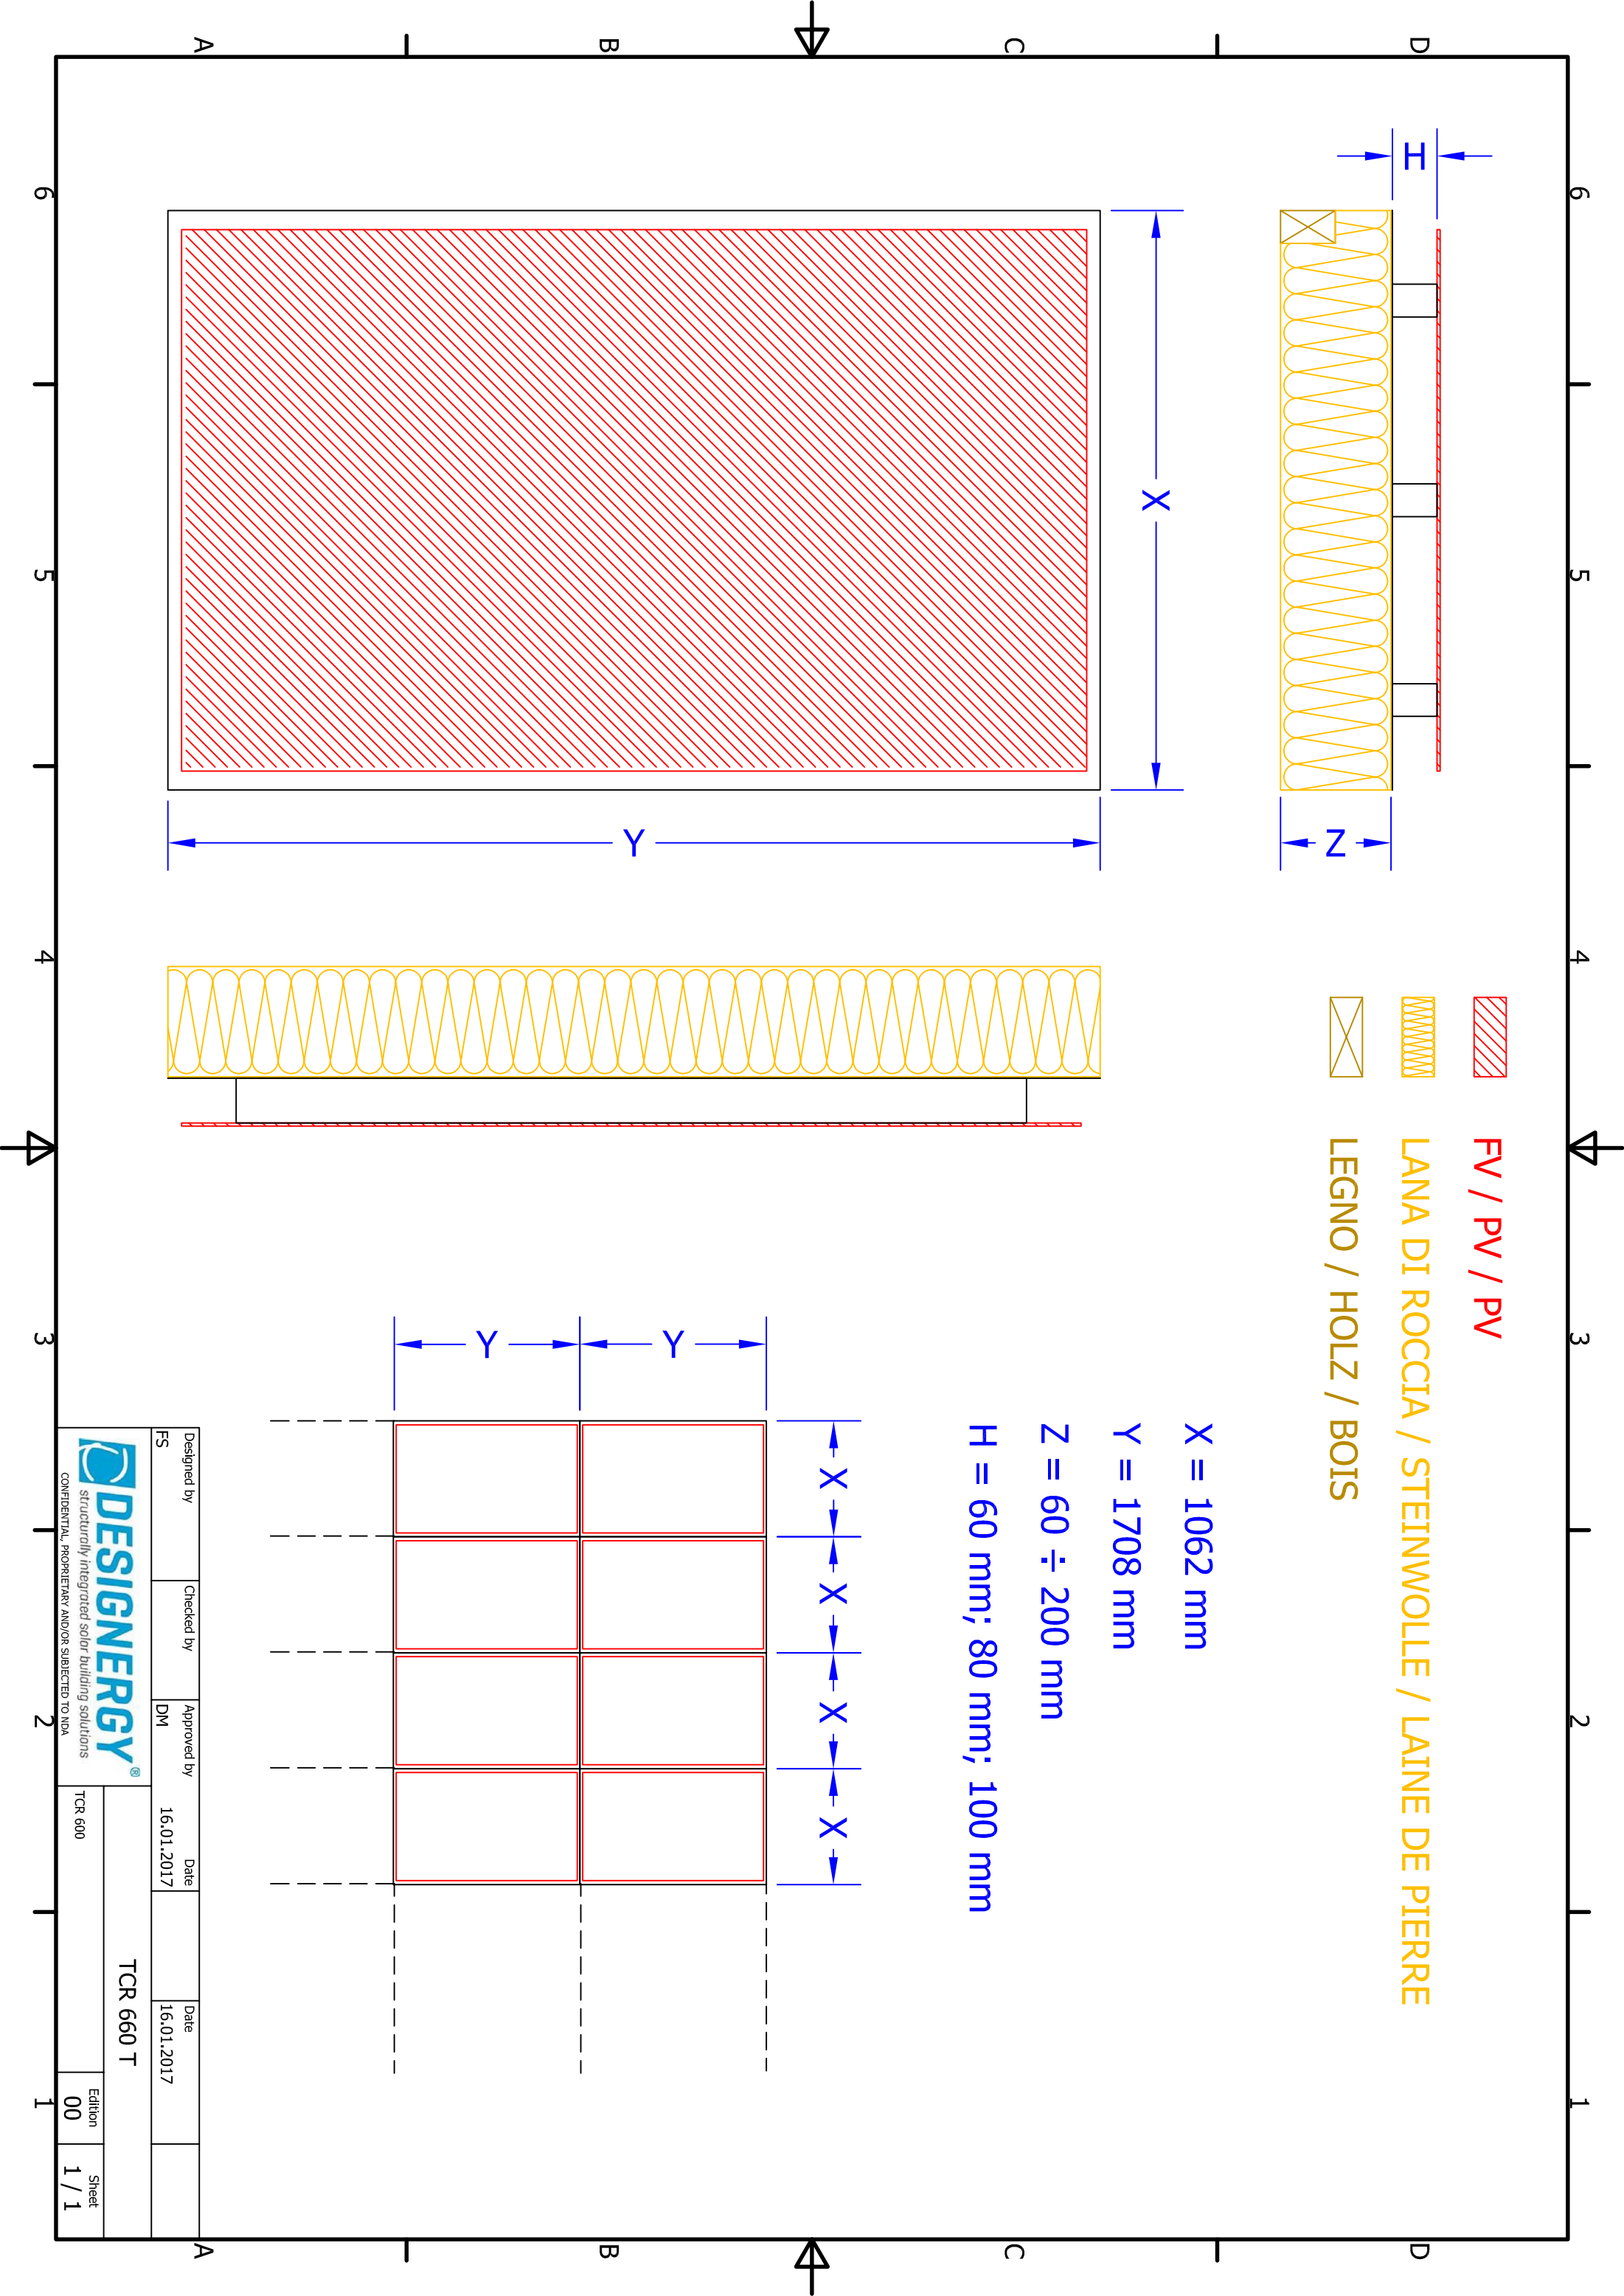 6
5
4
3
2
1
D
D
C
C
B
B
A
A
H
Z
X
Y
FV / PV / PV
LANA DI ROCCIA / STEINWOLLE / LAINE DE PIERRE
LEGNO / HOLZ / BOIS
X = 1062 mm
Y = 1708 mm
Z = 60 ÷ 200 mm
H = 60 mm; 80 mm; 100 mm
X X X X
Y
Y
Designed by
FS
Checked by
Approved by
DM
Date
16.01.2017
Date
16.01.2017
DESIGNERGY®
structurally integrated solar building solutions
CONFIDENTIAL, PROPRIETARY AND/OR SUBJECTED TO NDA
TCR 660 T
TCR 600
Edition
00
Sheet
1 / 1
6
5
4
3
2
1